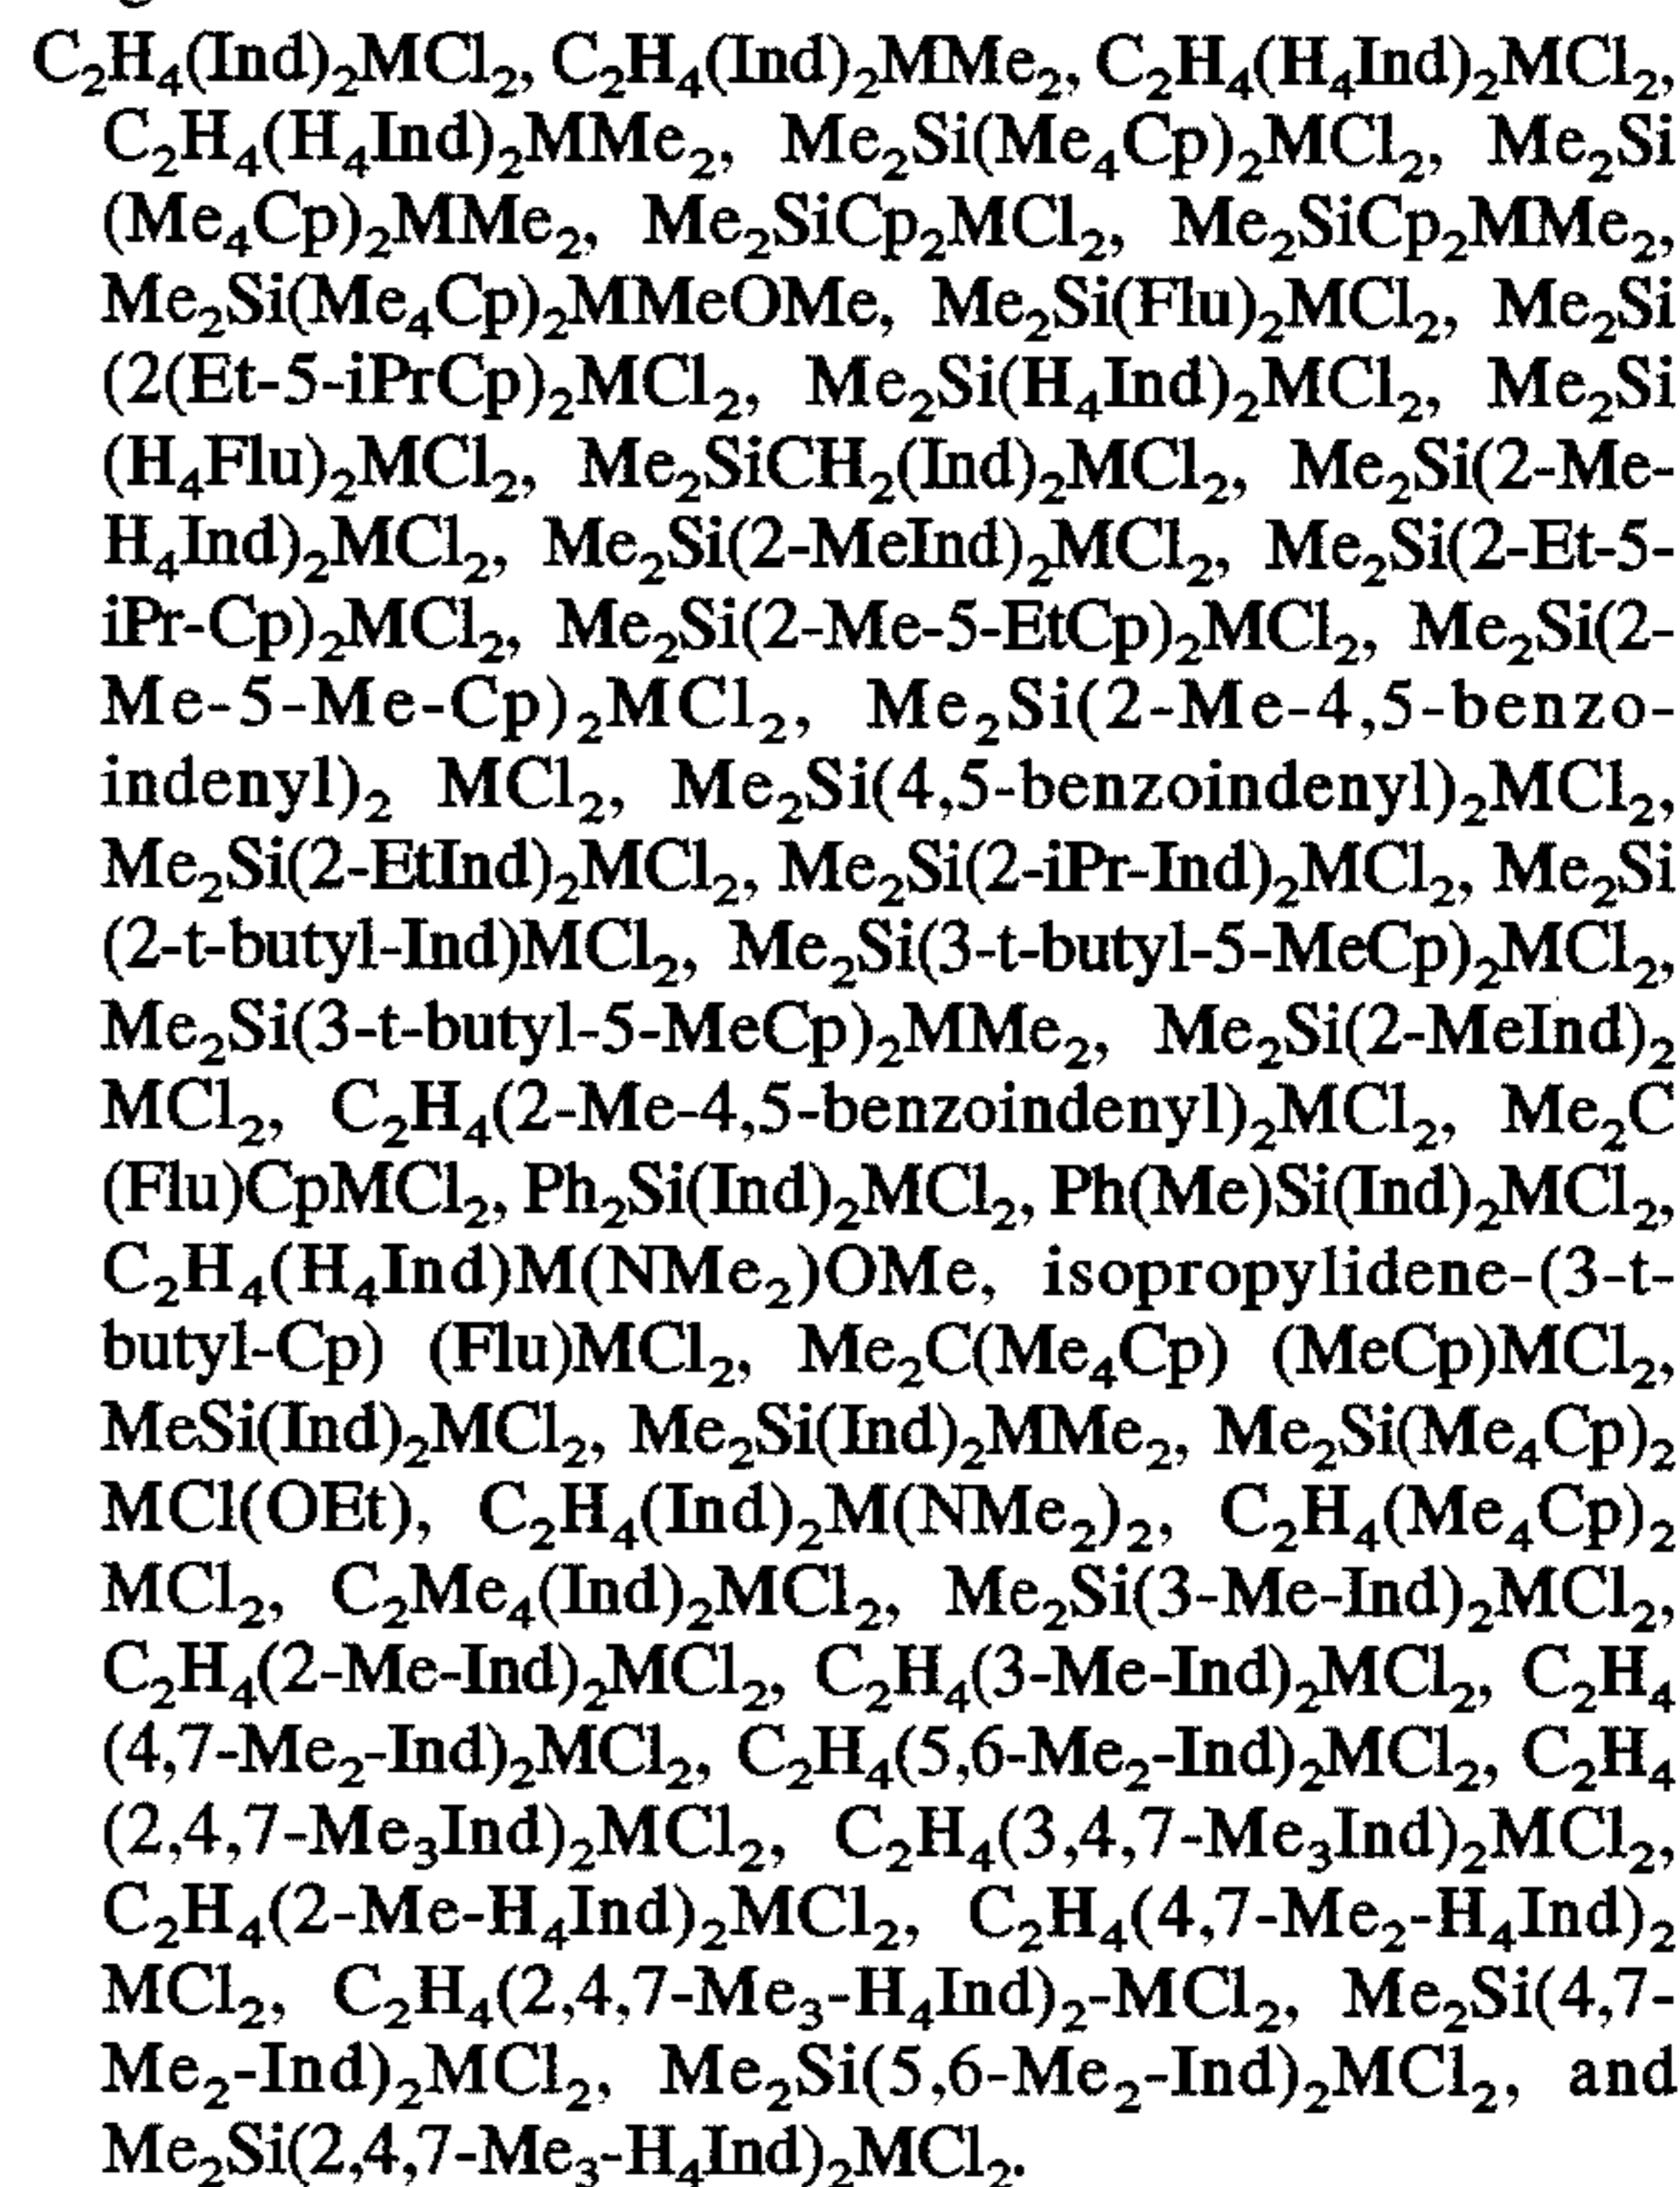 C₂H₄(Ind)₂MCl₂, C₂H₄(Ind)₂MMe₂, C₂H₄(H₄Ind)₂MCl₂,
C₂H₄(H₄Ind)₂MMe₂, Me₂Si(Me₄Cp)₂MCl₂, Me₂Si
(Me₄Cp)₂MMe₂, Me₂SiCp₂MCl₂, Me₂SiCp₂MMe₂,
Me₂Si(Me₄Cp)₂MMeOMe, Me₂Si(Flu)₂MCl₂, Me₂Si
(2(Et-5-iPrCp)₂MCl₂, Me₂Si(H₄Ind)₂MCl₂, Me₂Si
(H₄Flu)₂MCl₂, Me₂SiCH₂(Ind)₂MCl₂, Me₂Si(2-Me-
H₄Ind)₂MCl₂, Me₂Si(2-MeInd)₂MCl₂, Me₂Si(2-Et-5-
iPr-Cp)₂MCl₂, Me₂Si(2-Me-5-EtCp)₂MCl₂, Me₂Si(2-
Me-5-Me-Cp)₂MCl₂, Me₂Si(2-Me-4,5-benzo-
indenyl)₂ MCl₂, Me₂Si(4,5-benzoindenyl)₂MCl₂,
Me₂Si(2-EtInd)₂MCl₂, Me₂Si(2-iPr-Ind)₂MCl₂, Me₂Si
(2-t-butyl-Ind)MCl₂, Me₂Si(3-t-butyl-5-MeCp)₂MCl₂,
Me₂Si(3-t-butyl-5-MeCp)₂MMe₂, Me₂Si(2-MeInd)₂
MCl₂, C₂H₄(2-Me-4,5-benzoindenyl)₂MCl₂, Me₂C
(Flu)CpMCl₂, Ph₂Si(Ind)₂MCl₂, Ph(Me)Si(Ind)₂MCl₂,
C₂H₄(H₄Ind)M(NMe₂)OMe, isopropylidene-(3-t-
butyl-Cp) (Flu)MCl₂, Me₂C(Me₄Cp) (MeCp)MCl₂,
MeSi(Ind)₂MCl₂, Me₂Si(Ind)₂MMe₂, Me₂Si(Me₄Cp)₂
MCl(OEt), C₂H₄(Ind)₂M(NMe₂)₂, C₂H₄(Me₄Cp)₂
MCl₂, C₂Me₄(Ind)₂MCl₂, Me₂Si(3-Me-Ind)₂MCl₂,
C₂H₄(2-Me-Ind)₂MCl₂, C₂H₄(3-Me-Ind)₂MCl₂, C₂H₄
(4,7-Me₂-Ind)₂MCl₂, C₂H₄(5,6-Me₂-Ind)₂MCl₂, C₂H₄
(2,4,7-Me₃Ind)₂MCl₂, C₂H₄(3,4,7-Me₃Ind)₂MCl₂,
C₂H₄(2-Me-H₄Ind)₂MCl₂, C₂H₄(4,7-Me₂-H₄Ind)₂
MCl₂, C₂H₄(2,4,7-Me₃-H₄Ind)₂-MCl₂, Me₂Si(4,7-
Me₂-Ind)₂MCl₂, Me₂Si(5,6-Me₂-Ind)₂MCl₂, and
Me₂Si(2,4,7-Me₃-H₄Ind)₂MCl₂.